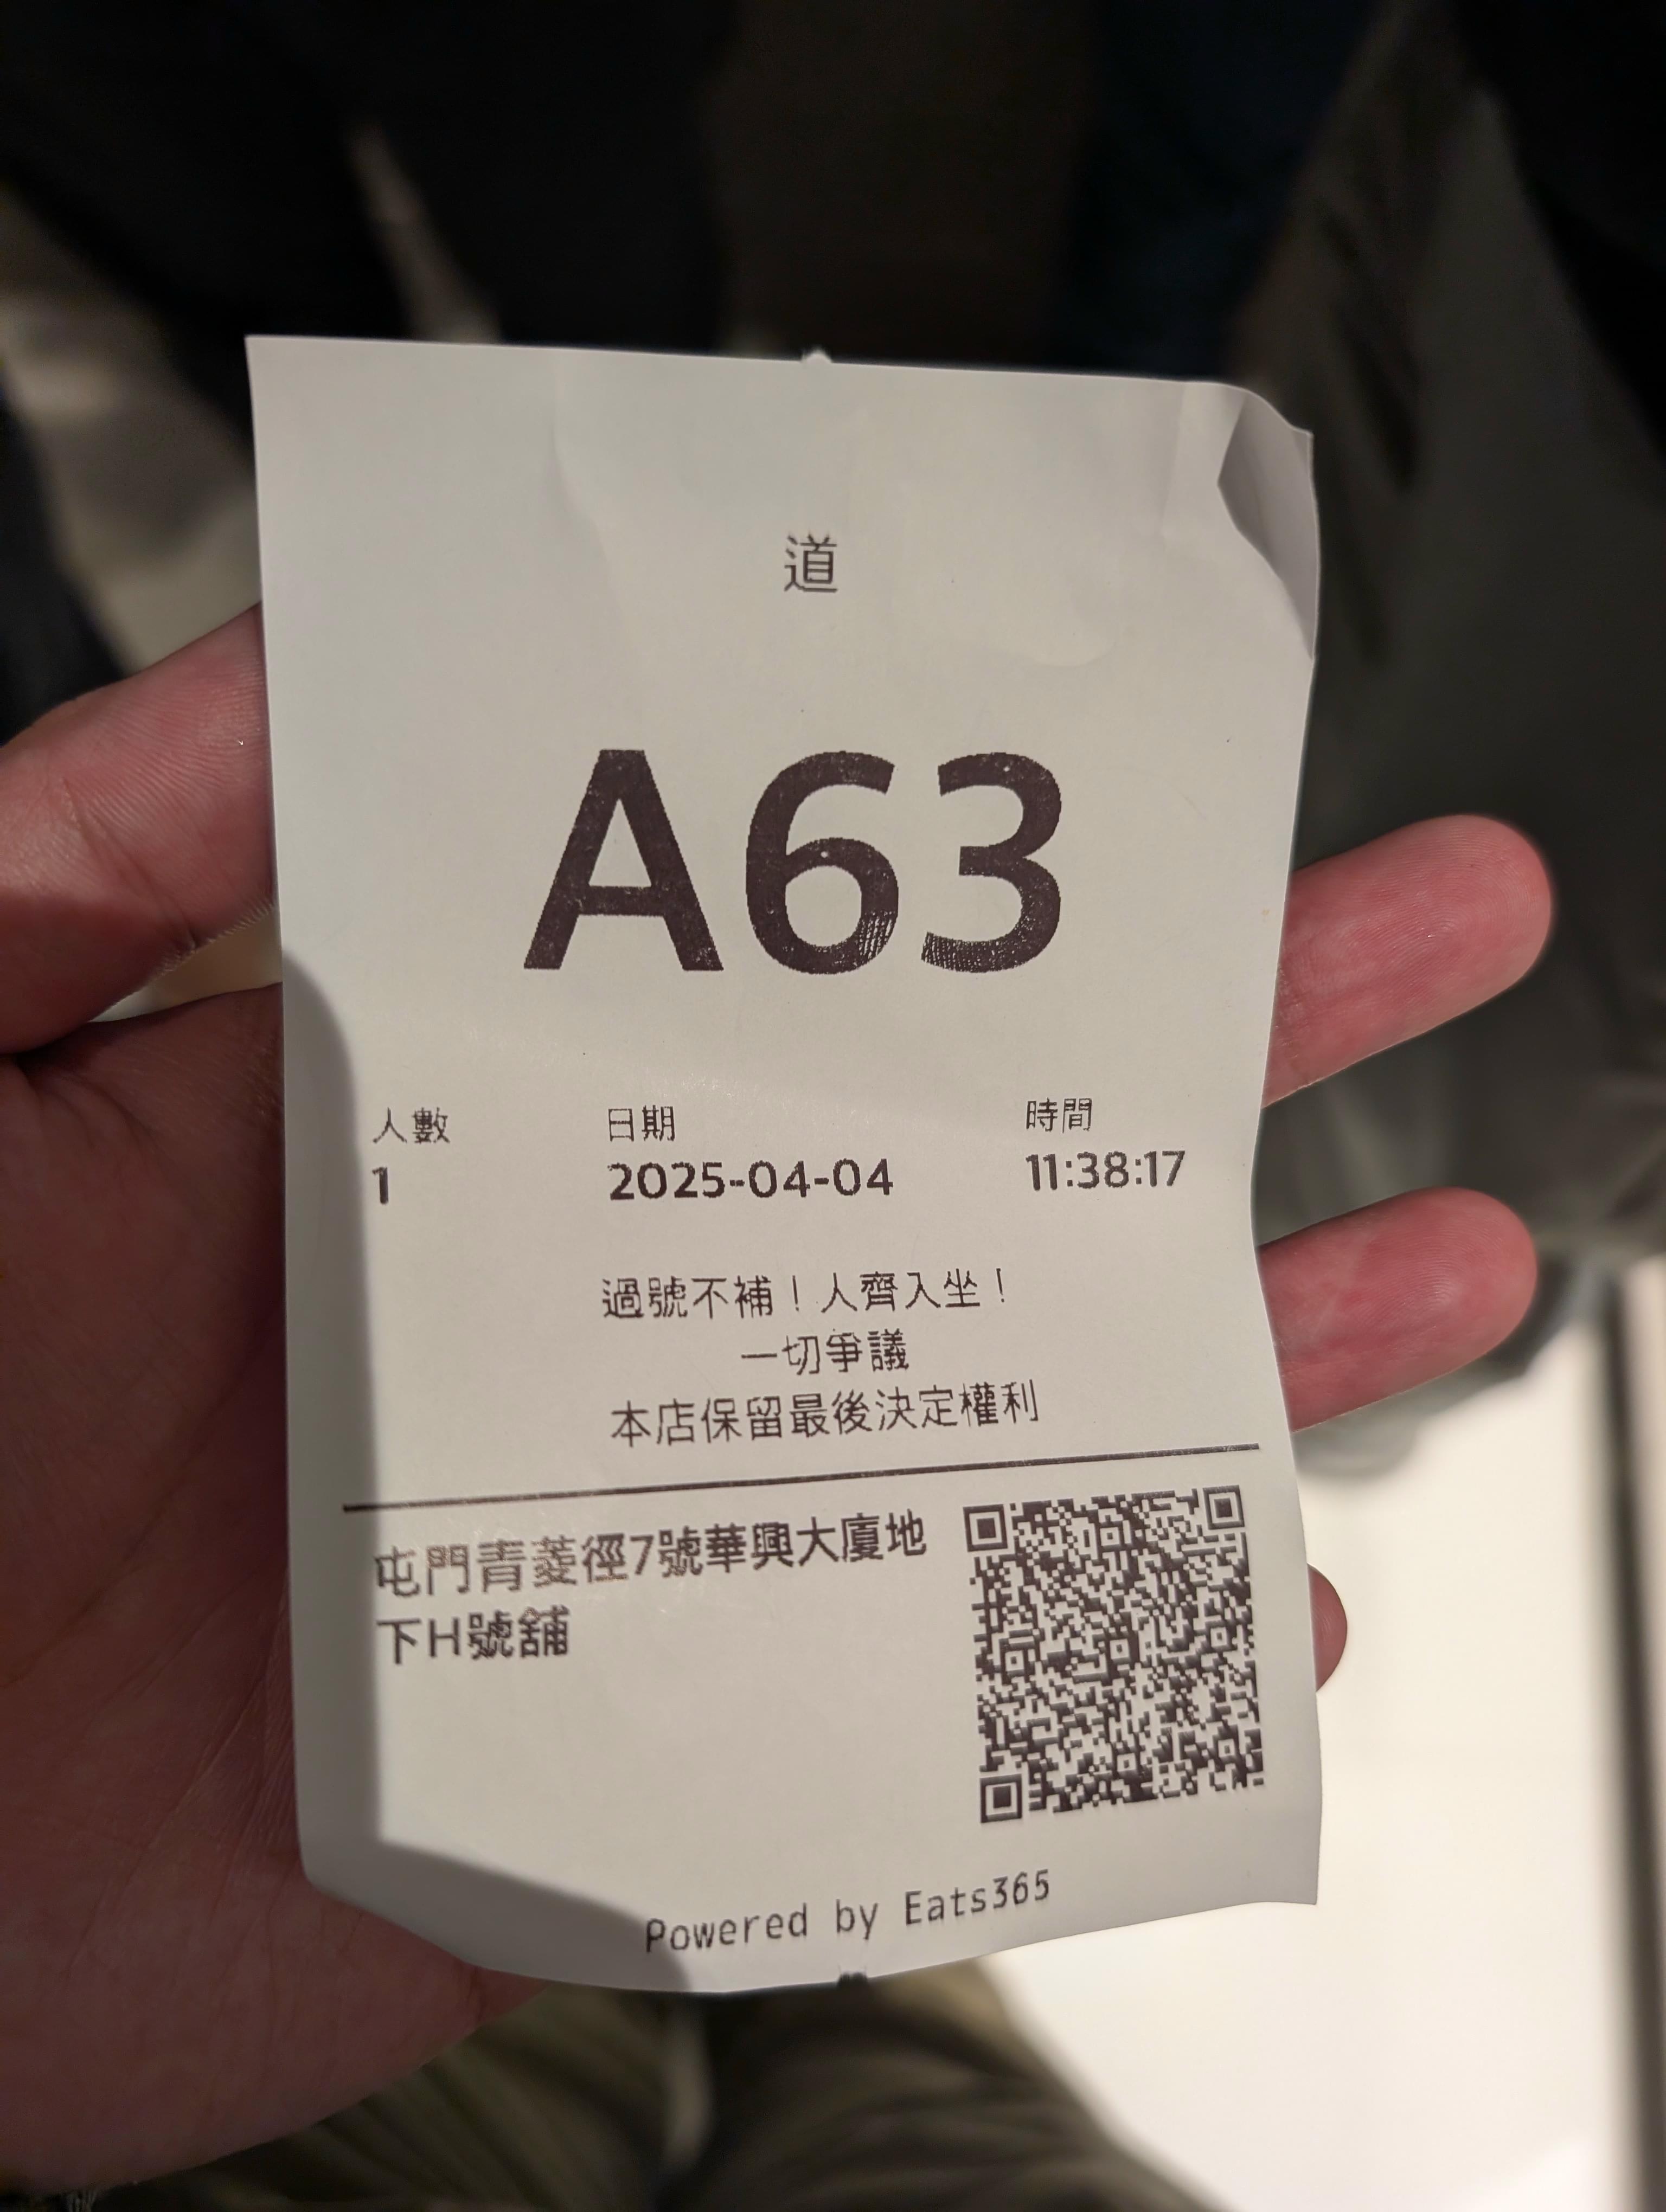 道
A63
人數 日期 時間
1 2025-04-04 11:38:17
過號不補！人齊入坐！
一切爭議
本店保留最後決定權利
屯門青菱徑7號華興大廈地
下H號舖
Powered by Eats365